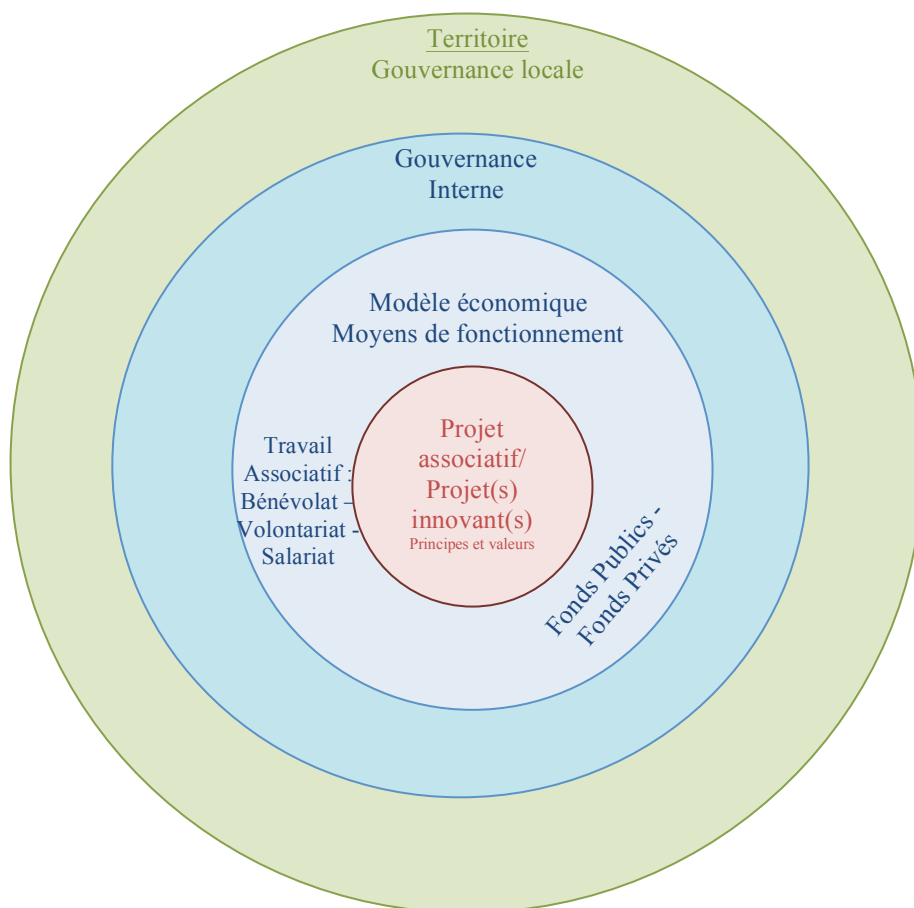 Territoire
Gouvernance locale
Gouvernance
Interne
Modèle économique
Moyens de fonctionnement
Projet
associatif/
Projet(s)
innovant(s)
Principes et valeurs
Travail
Associatif :
Bénévolat –
Volontariat -
Salariat
Fonds Publics -
Fonds Privés